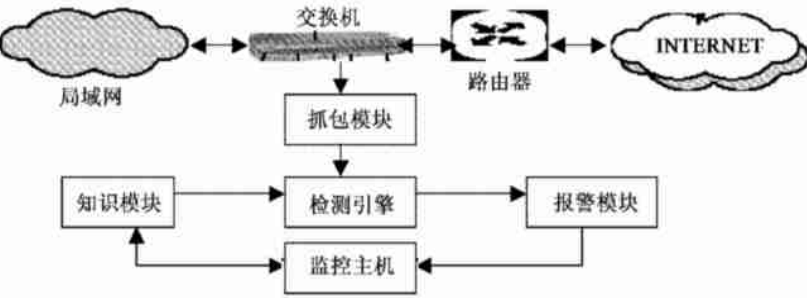 交换机
INTERNET
局域网
路由器
抓包模块
知识模块
检测引擎
报警模块
监控主机